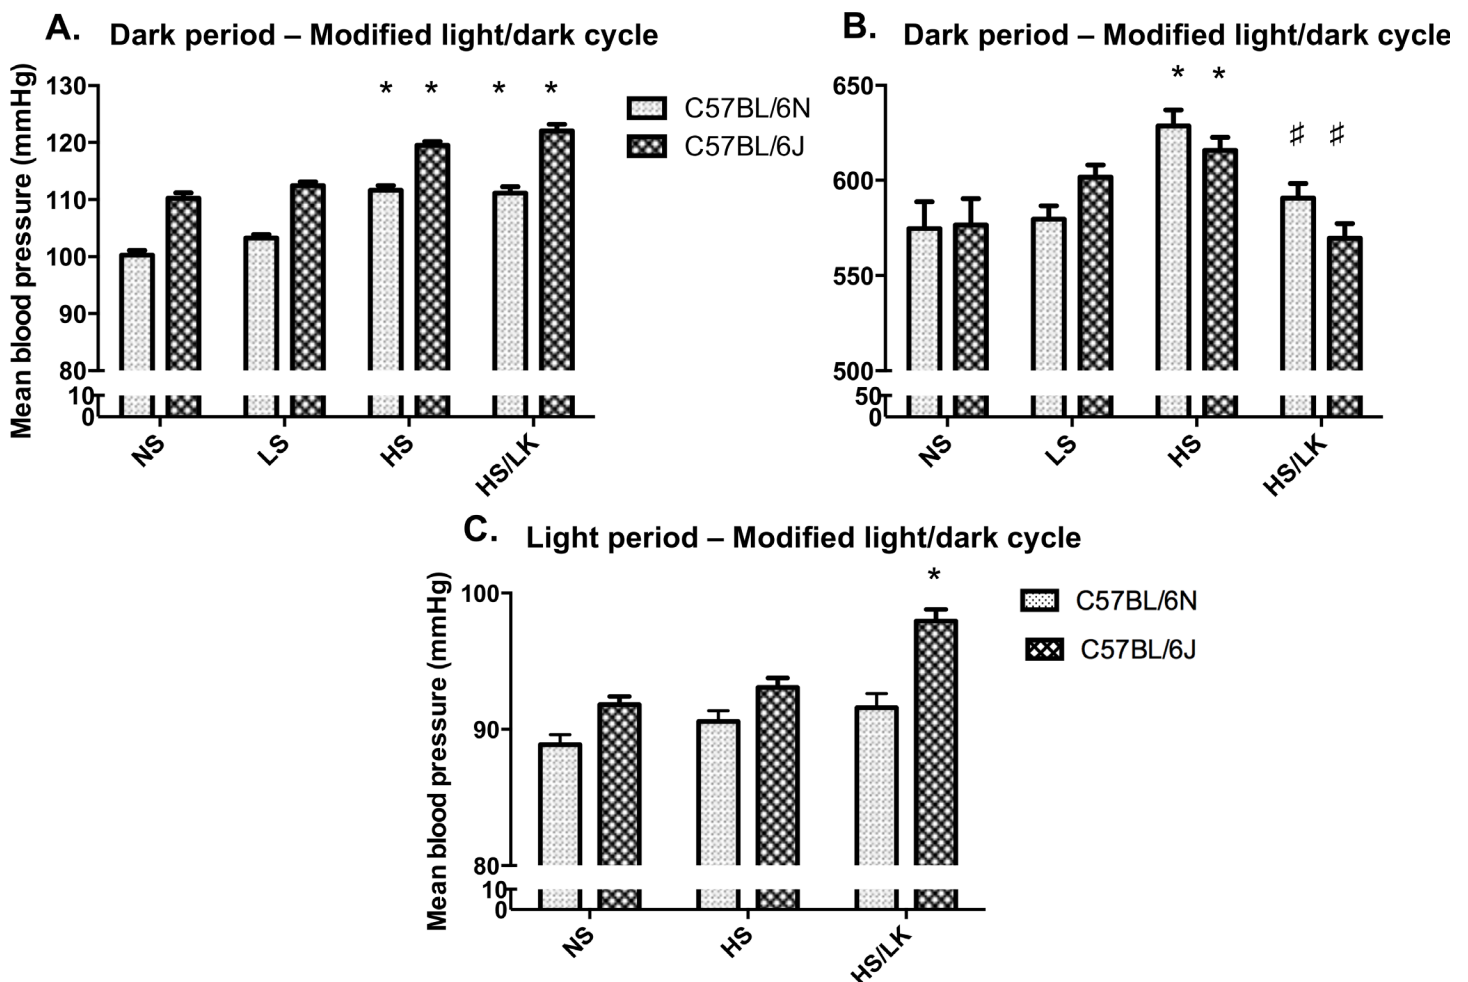 A. Dark period – Modified light/dark cycle
Mean blood pressure (mmHg)
130
120
110
100
90
80
10
0
* * * *
C57BL/6N
C57BL/6J
NS LS HS HS/LK
B. Dark period – Modified light/dark cycle
650
600
550
500
50
0
* *
♯ ♯
NS LS HS HS/LK
C. Light period – Modified light/dark cycle
Mean blood pressure (mmHg)
100
90
80
10
0
*
C57BL/6N
C57BL/6J
NS HS HS/LK